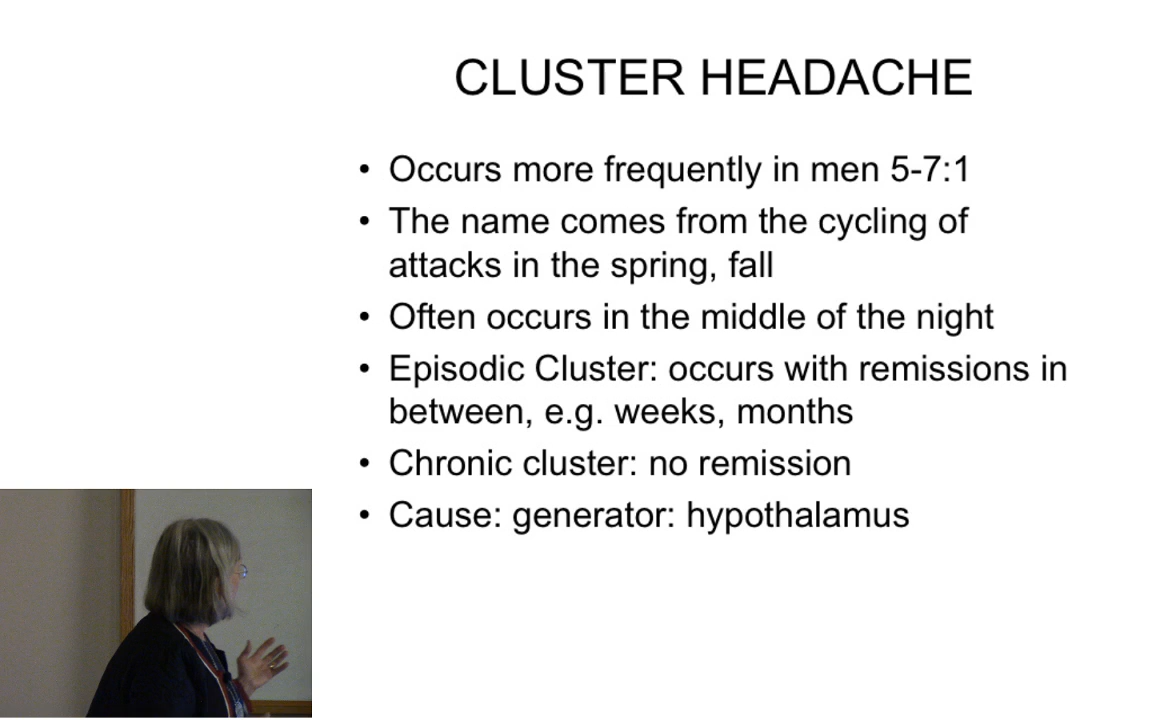 CLUSTER HEADACHE
• Occurs more frequently in men 5-7:1
• The name comes from the cycling of
attacks in the spring, fall
• Often occurs in the middle of the night
• Episodic Cluster: occurs with remissions in
between, e.g. weeks, months
• Chronic cluster: no remission
• Cause: generator: hypothalamus